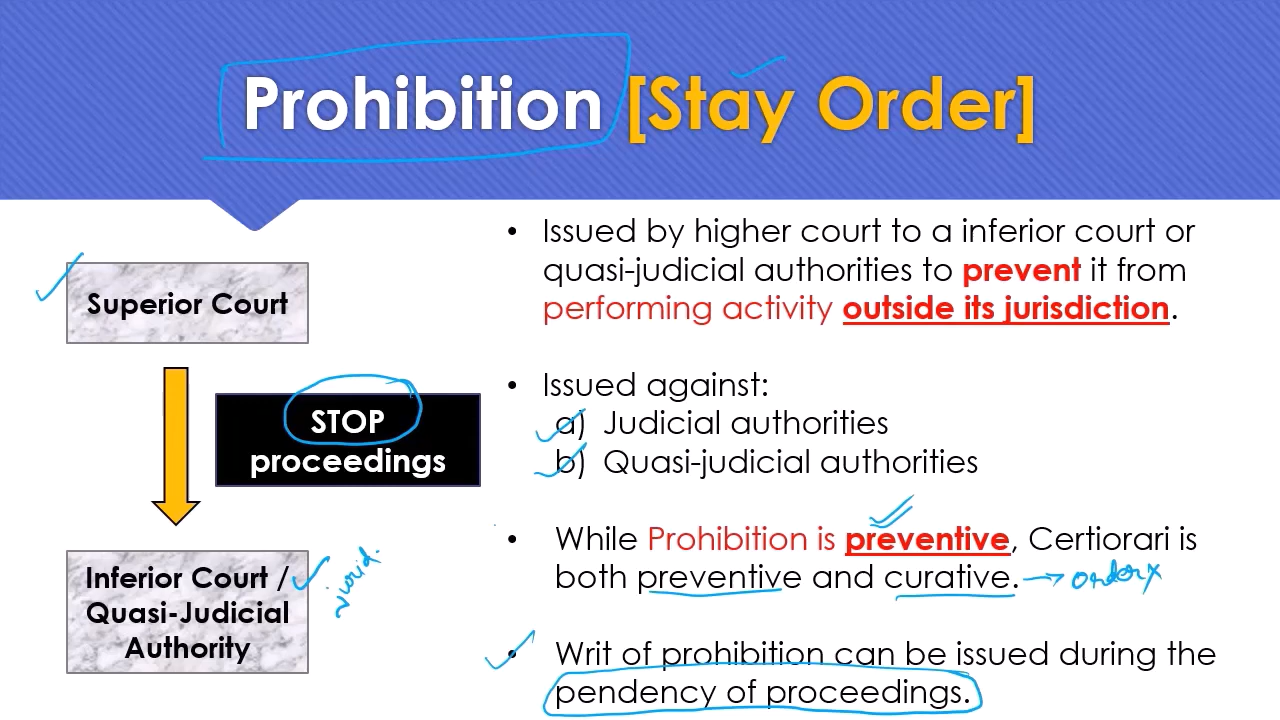 Prohibition [Stay Order]
Superior Court
STOP
proceedings
Inferior Court /
Quasi-Judicial
Authority
• Issued by higher court to a inferior court or
quasi-judicial authorities to prevent it from
performing activity outside its jurisdiction.
• Issued against:
a) Judicial authorities
b) Quasi-judicial authorities
• While Prohibition is preventive, Certiorari is
both preventive and curative. → order x
• Writ of prohibition can be issued during the
pendency of proceedings.